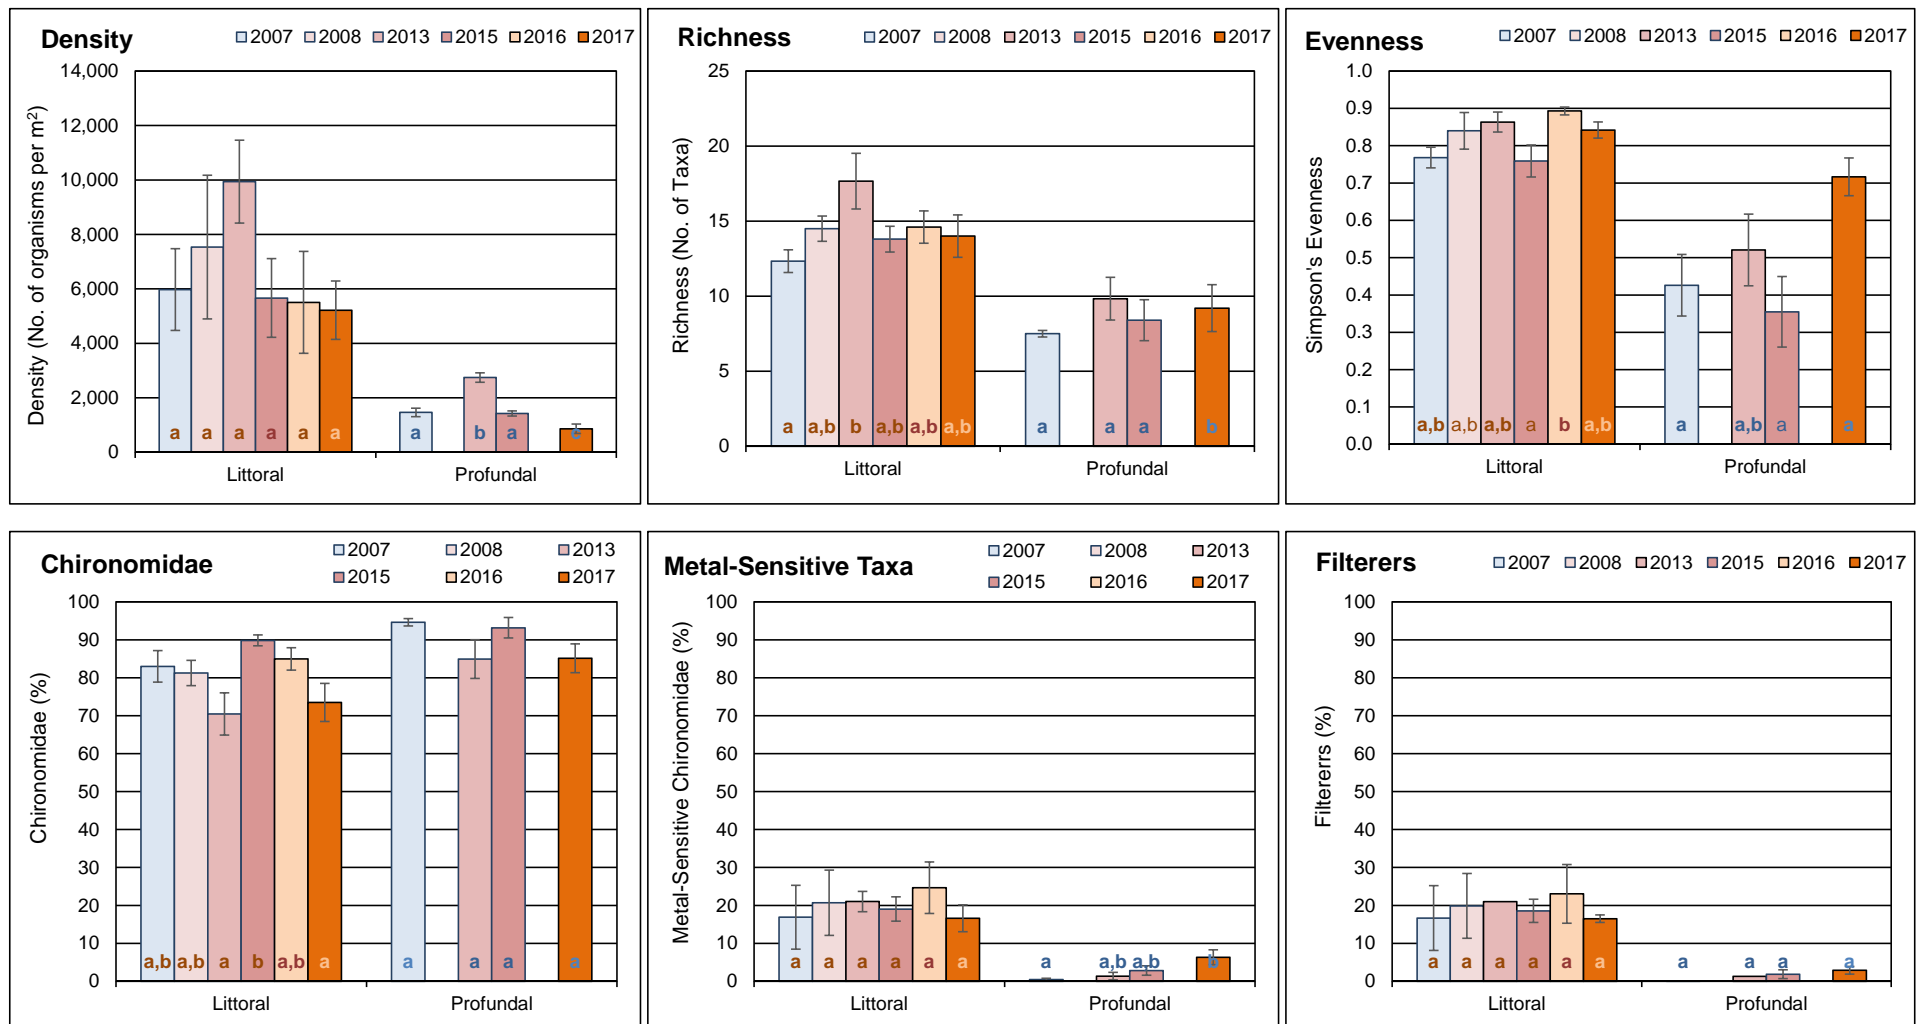 Density
2007 2008 2013 2015 2016 2017
14,000
12,000
10,000
8,000
6,000
4,000
2,000
0
Density (No. of organisms per m²)
a a a a a a a b a c
Littoral Profundal
Richness
2007 2008 2013 2015 2016 2017
25
20
15
10
5
0
Richness (No. of Taxa)
a a,b b a,b a,b a,b a a a b
Littoral Profundal
Evenness
2007 2008 2013 2015 2016 2017
1.0
0.9
0.8
0.7
0.6
0.5
0.4
0.3
0.2
0.1
0.0
Simpson's Evenness
a,b a,b a,b a b a,b a a,b a a
Littoral Profundal
Chironomidae
2007 2008 2013
2015 2016 2017
100
90
80
70
60
50
40
30
20
10
0
Chironomidae (%)
a,b a,b a b a,b a a a a a
Littoral Profundal
Metal-Sensitive Taxa
2007 2008 2013
2015 2016 2017
100
90
80
70
60
50
40
30
20
10
0
Metal-Sensitive Chironomidae (%)
a a a a a a a a,b a,b b
Littoral Profundal
Filterers
2007 2008 2013 2015 2016 2017
100
90
80
70
60
50
40
30
20
10
0
Filtererrs (%)
a a a a a a a a a a
Littoral Profundal